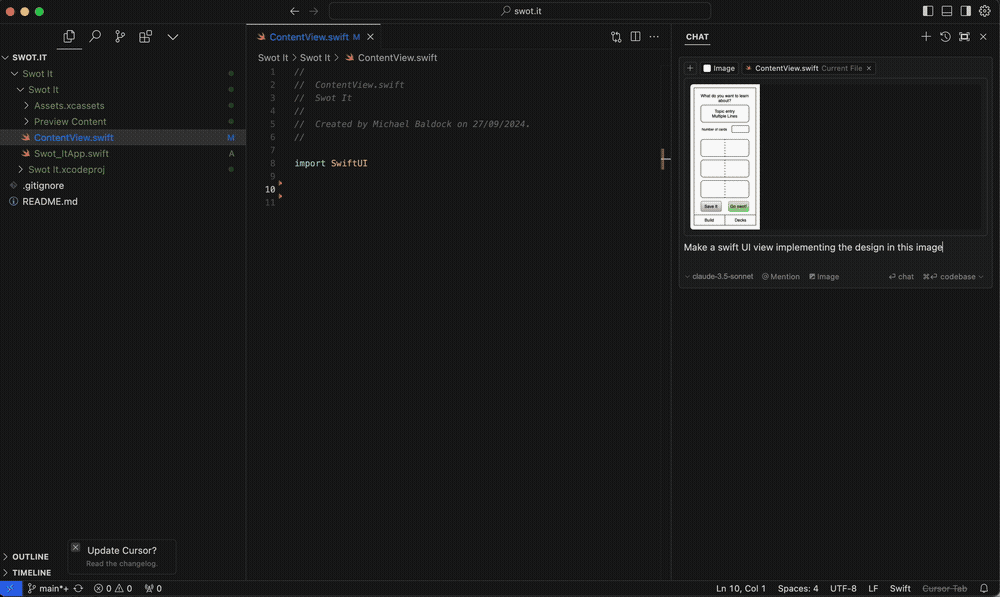 swot.it
SWOT.IT
Swot It
Swot It
Assets.xcassets
Preview Content
ContentView.swift M
Swot_ItApp.swift A
Swot It.xcodeproj
.gitignore
README.md
OUTLINE
TIMELINE
Update Cursor?
Read the changelog.
ContentView.swift M
Swot It > Swot It > ContentView.swift
1 //
2 // ContentView.swift
3 // Swot It
4 //
5 // Created by Michael Baldock on 27/09/2024.
6 //
7
8 import SwiftUI
9
10
11
CHAT
Image
ContentView.swift Current File
What do you want to learn
about?
Topic entry
Multiple Lines
Number of cards
Save it
Go swot!
Build Decks
Make a swift UI view implementing the design in this image
claude-3.5-sonnet @ Mention Image chat ⌘ codebase
main*+ 0 0 0
Ln 10, Col 1 Spaces: 4 UTF-8 LF Swift Cursor Tab